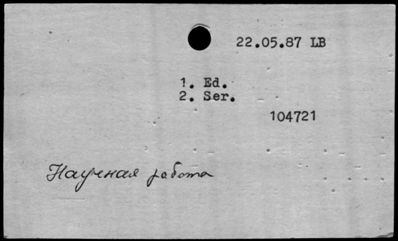 22.05.87 LB
1. Ed.
2. Ser.
104721
Научная работа